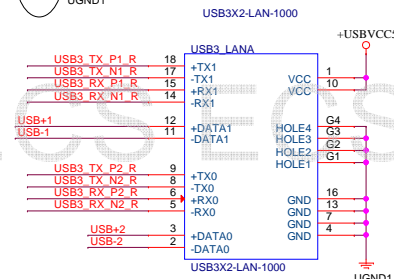 UGND1
USB3X2-LAN-1000
+USBVCC5
USB3_LANA
USB3_TX_P1_R 18 +TX1
USB3_TX_N1_R 17 -TX1 1 VCC
USB3_RX_P1_R 15 +RX1 10 VCC
USB3_RX_N1_R 14 -RX1
USB+1 12 +DATA1 HOLE4 G4
USB-1 11 -DATA1 HOLE3 G3
HOLE2 G2
HOLE1 G1
ECS ECS
USB3_TX_P2_R 9 +TX0
USB3_TX_N2_R 8 -TX0
USB3_RX_P2_R 6 +RX0 GND 16
USB3_RX_N2_R 5 -RX0 GND 13
GND 7
USB+2 3 +DATA0 GND 4
USB-2 2 -DATA0
USB3X2-LAN-1000
UGND1